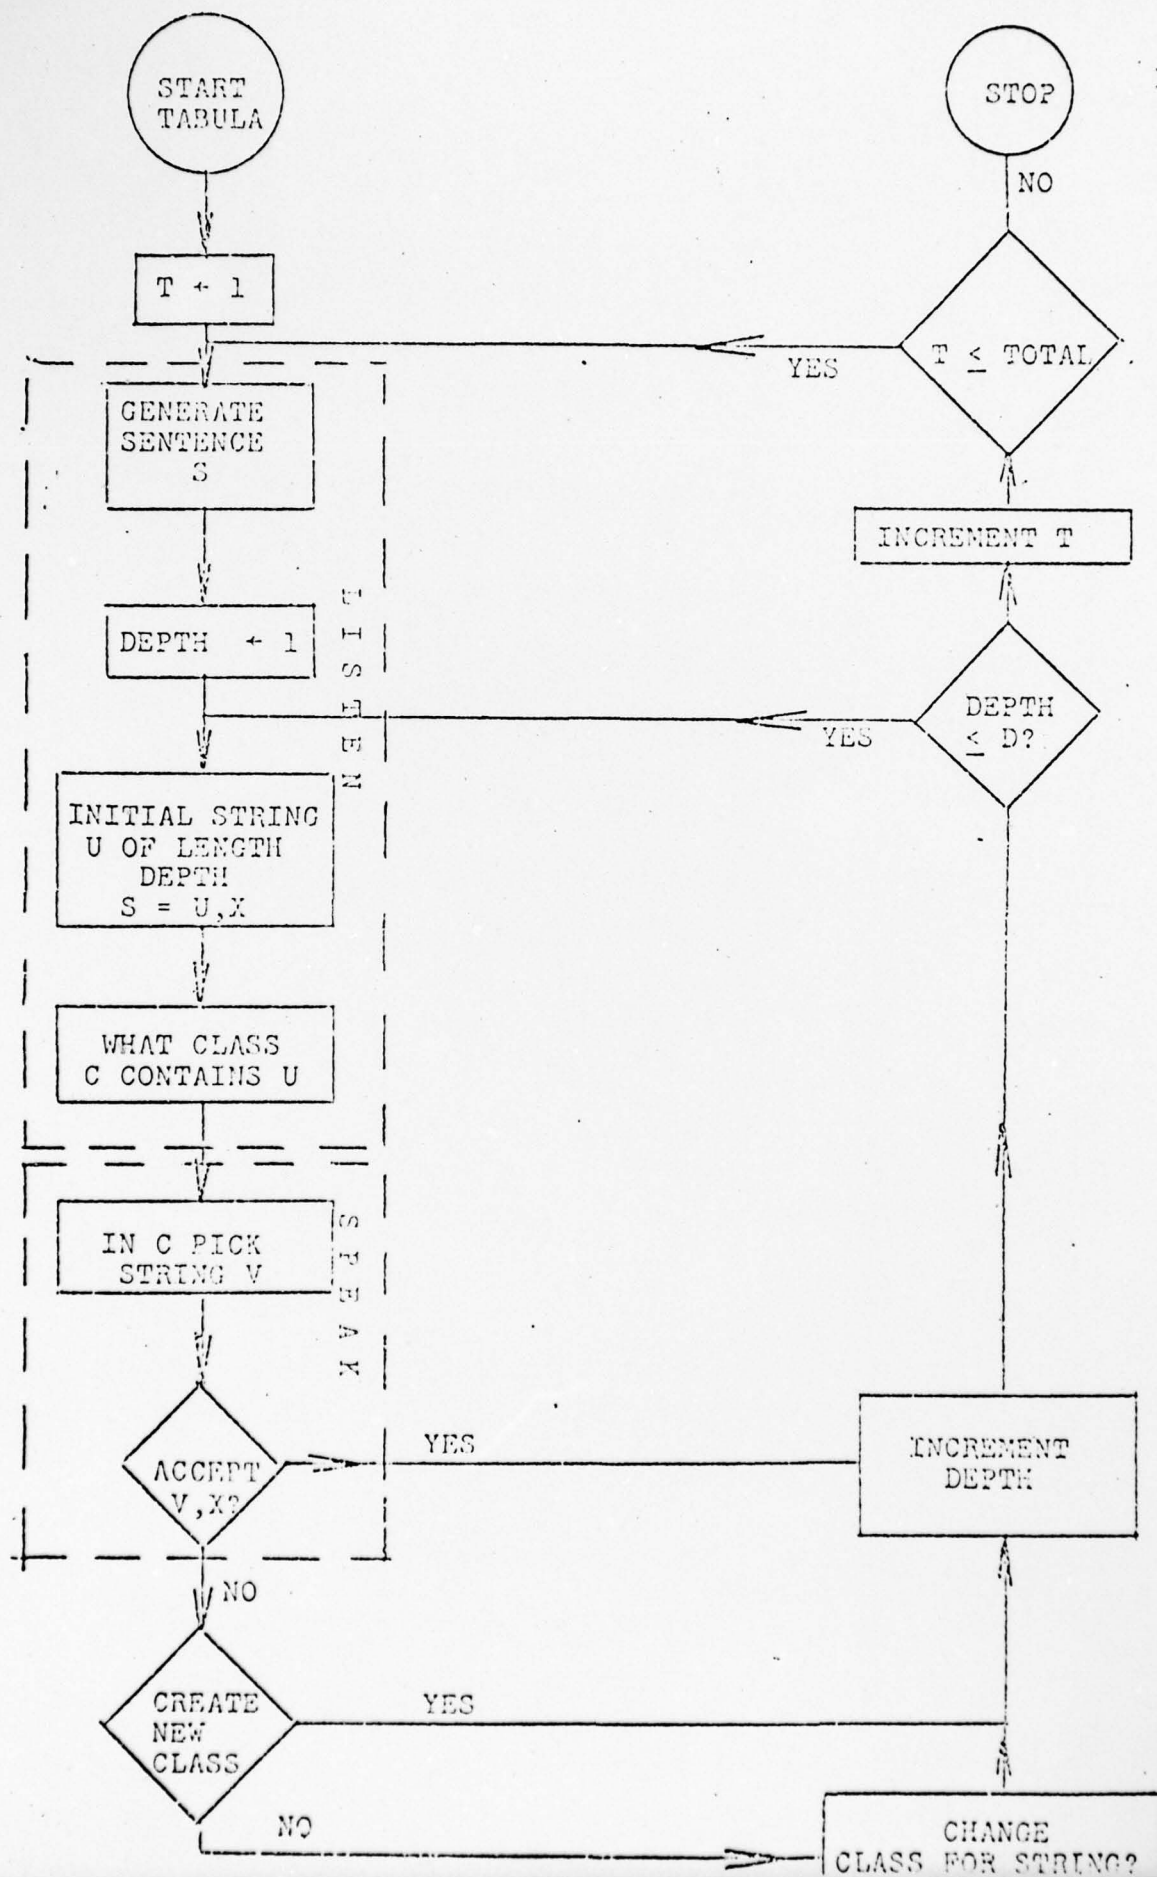 START
TABULA
T ← 1
GENERATE
SENTENCE
S
DEPTH ← 1
LISTEN
INITIAL STRING
U OF LENGTH
DEPTH
S = U,X
WHAT CLASS
C CONTAINS U
SPEAK
IN C PICK
STRING V
ACCEPT
V,X?
YES
NO
CREATE
NEW
CLASS
YES
NO
CHANGE
CLASS FOR STRING?
INCREMENT
DEPTH
DEPTH
≤ D?
YES
INCREMENT T
T ≤ TOTAL
YES
NO
STOP